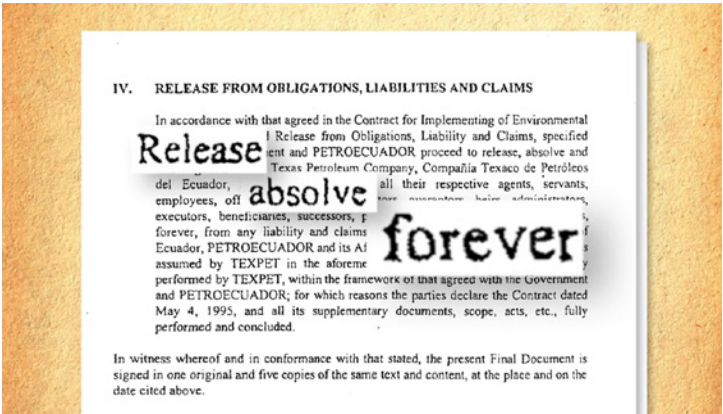 IV. RELEASE FROM OBLIGATIONS, LIABILITIES AND CLAIMS
In accordance with that agreed in the Contract for Implementing of Environmental
Release from Obligations, Liability and Claims, specified
Release
and PETROECUADOR proceed to release, absolve and
Texas Petroleum Company, Compañia Texaco de Petróleos
del Ecuador, all their respective agents, servants,
absolve
employees, guarantors, heirs, administrators,
executors, beneficiaries, successors,
forever
forever, from any liability and claims
Ecuador, PETROECUADOR and its
assumed by TEXPET in the
performed by TEXPET, within the framework of that agreed with the Government
and PETROECUADOR; for which reasons the parties declare the Contract dated
May 4, 1995, and all its supplementary documents, scope, acts, etc., fully
performed and concluded.
In witness whereof and in conformance with that stated, the present Final Document is
signed in one original and five copies of the same text and content, at the place and on the
date cited above.